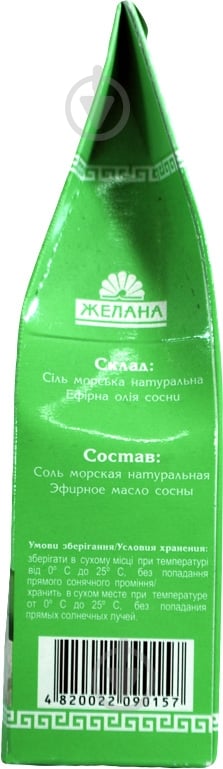 ЖЕЛАНА
Склад:
Сіль морська натуральна
Ефірна олія сосни
Состав:
Соль морская натуральная
Эфирное масло сосны
Умови зберігання/Условия хранения:
зберігати в сухому місці при температурі
від 0° С до 25° С, без попадання
прямого сонячного проміння/
хранить в сухом месте при температуре
от 0° С до 25° С, без попадания
прямых солнечных лучей.
4 820022 090157